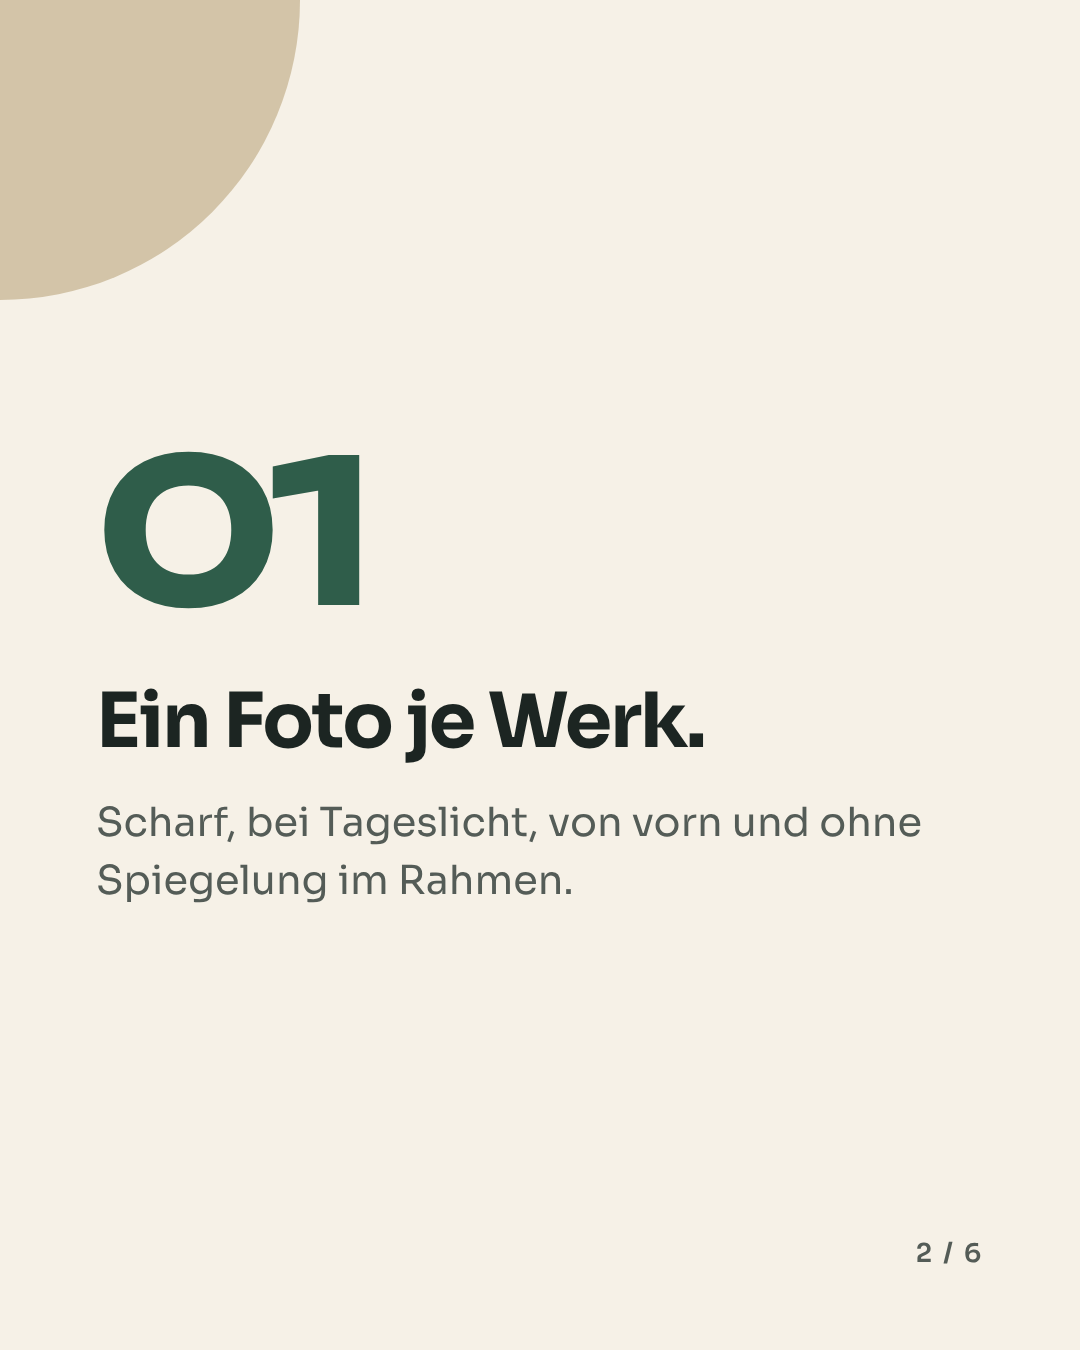 01
Ein Foto je Werk.
Scharf, bei Tageslicht, von vorn und ohne
Spiegelung im Rahmen.
2 / 6